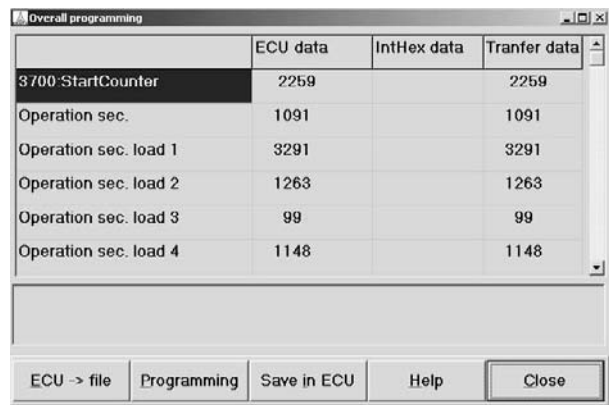 Overall programming
ECU data IntHex data Tranfer data
3700:StartCounter 2259 2259
Operation sec. 1091 1091
Operation sec. load 1 3291 3291
Operation sec. load 2 1263 1263
Operation sec. load 3 99 99
Operation sec. load 4 1148 1148
ECU -> file Programming Save in ECU Help Close